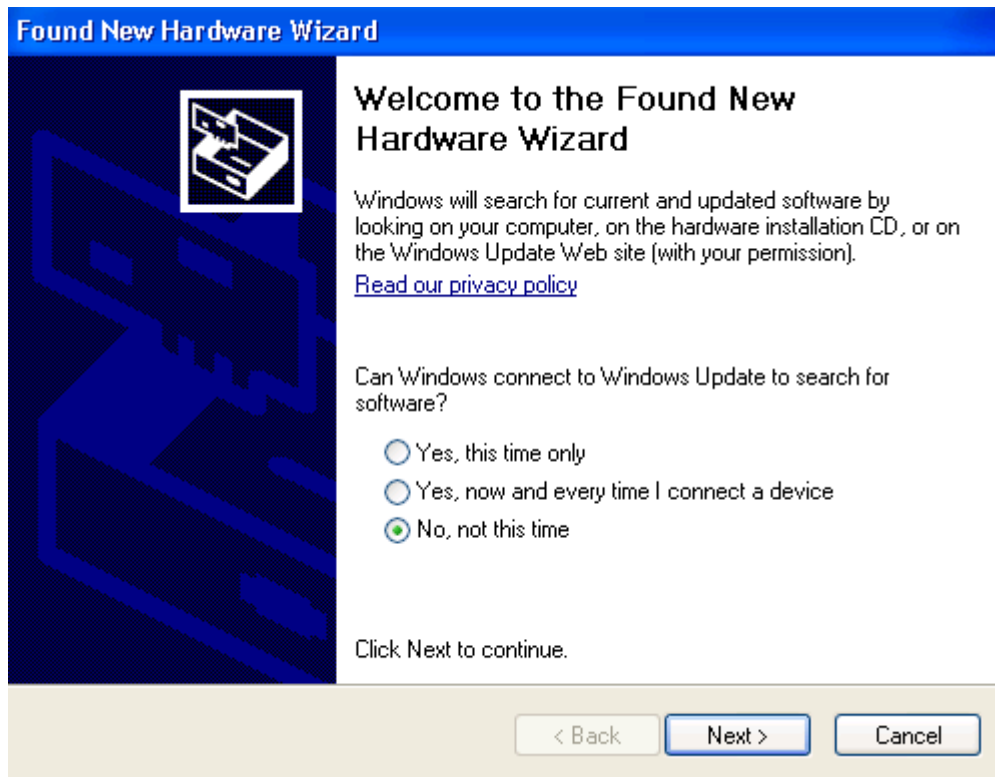 Found New Hardware Wizard
Welcome to the Found New
Hardware Wizard
Windows will search for current and updated software by
looking on your computer, on the hardware installation CD, or on
the Windows Update Web site (with your permission).
Read our privacy policy
Can Windows connect to Windows Update to search for
software?
Yes, this time only
Yes, now and every time I connect a device
No, not this time
Click Next to continue.
< Back
Next >
Cancel